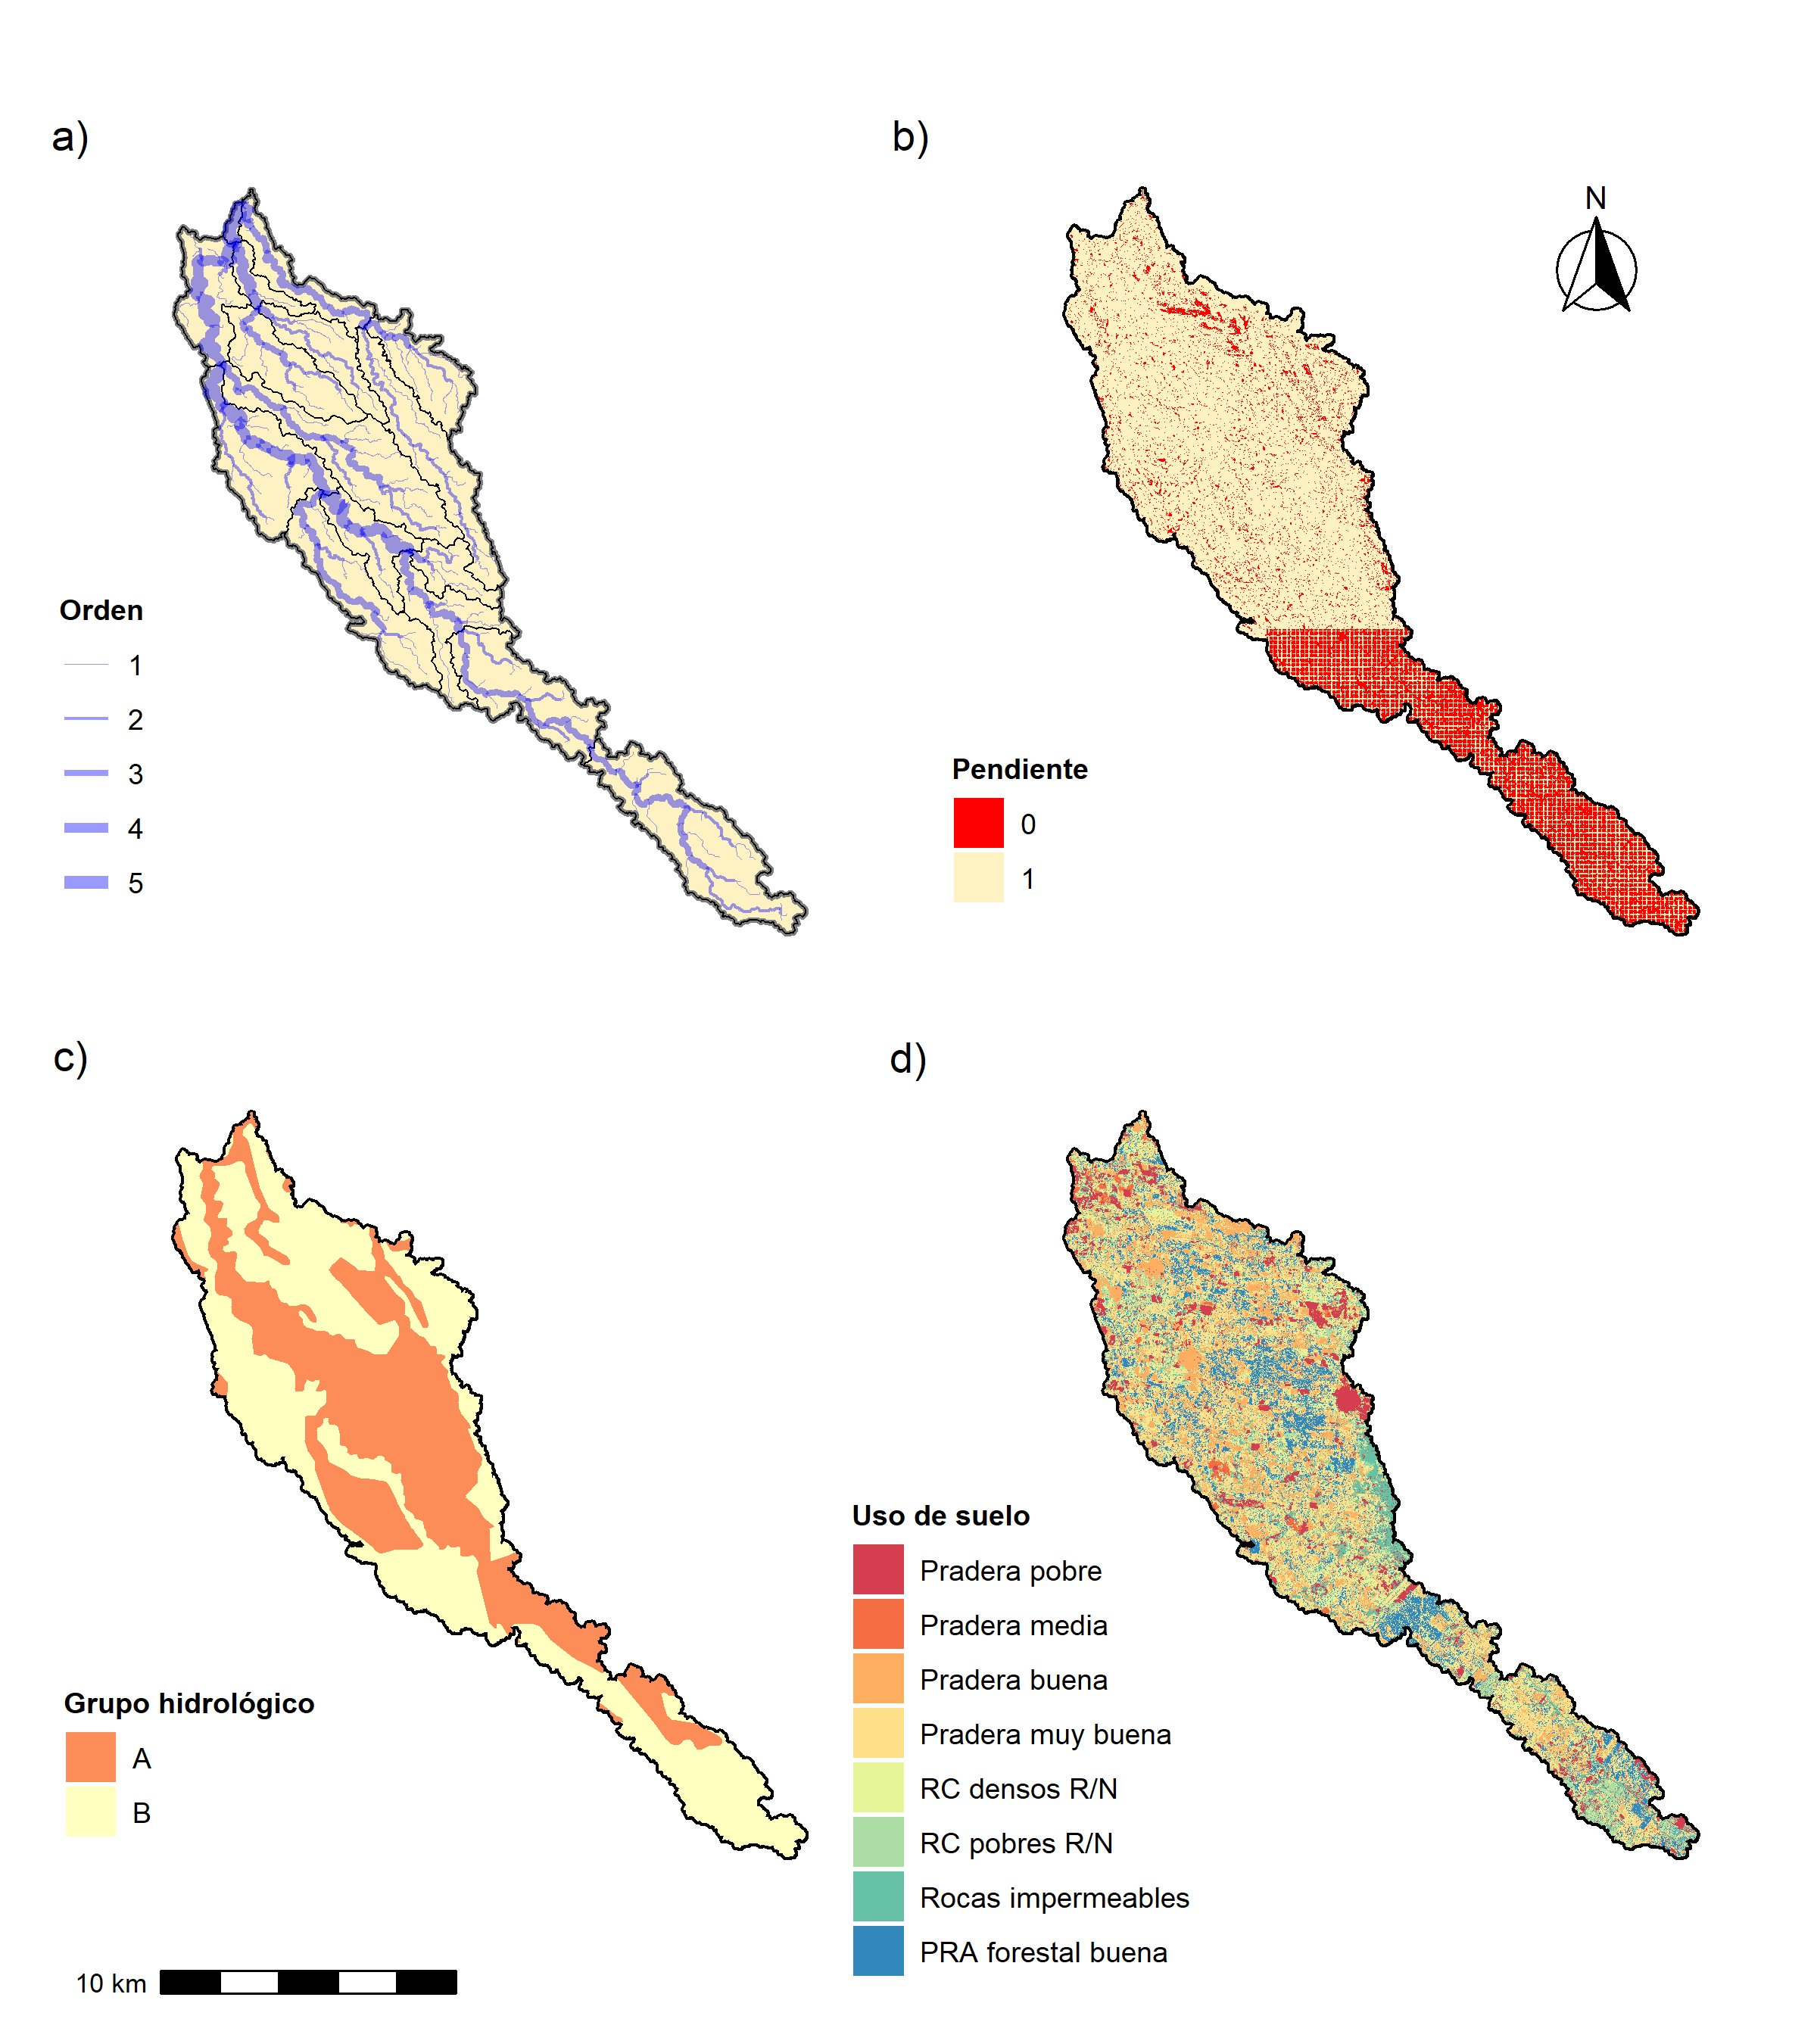 a)
b)
N
Orden
1
2
3
4
5
Pendiente
0
1
c)
d)
Grupo hidrológico
A
B
Uso de suelo
Pradera pobre
Pradera media
Pradera buena
Pradera muy buena
RC densos R/N
RC pobres R/N
Rocas impermeables
PRA forestal buena
10 km